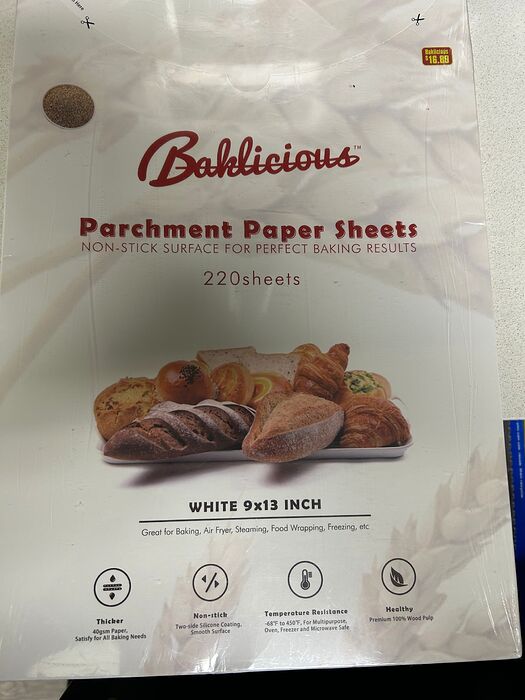 Here
Baklicious
$16.89
Baklicious™
Parchment Paper Sheets
NON-STICK SURFACE FOR PERFECT BAKING RESULTS
220sheets
WHITE 9x13 INCH
Great for Baking, Air Fryer, Steaming, Food Wrapping, Freezing, etc
Thicker
40gsm Paper,
Satisfy for All Baking Needs
Non-stick
Two-side Silicone Coating,
Smooth Surface
Temperature Resistance
-68°F to 450°F, For Multipurpose,
Oven, Freezer and Microwave Safe
Healthy
Premium 100% Wood Pulp